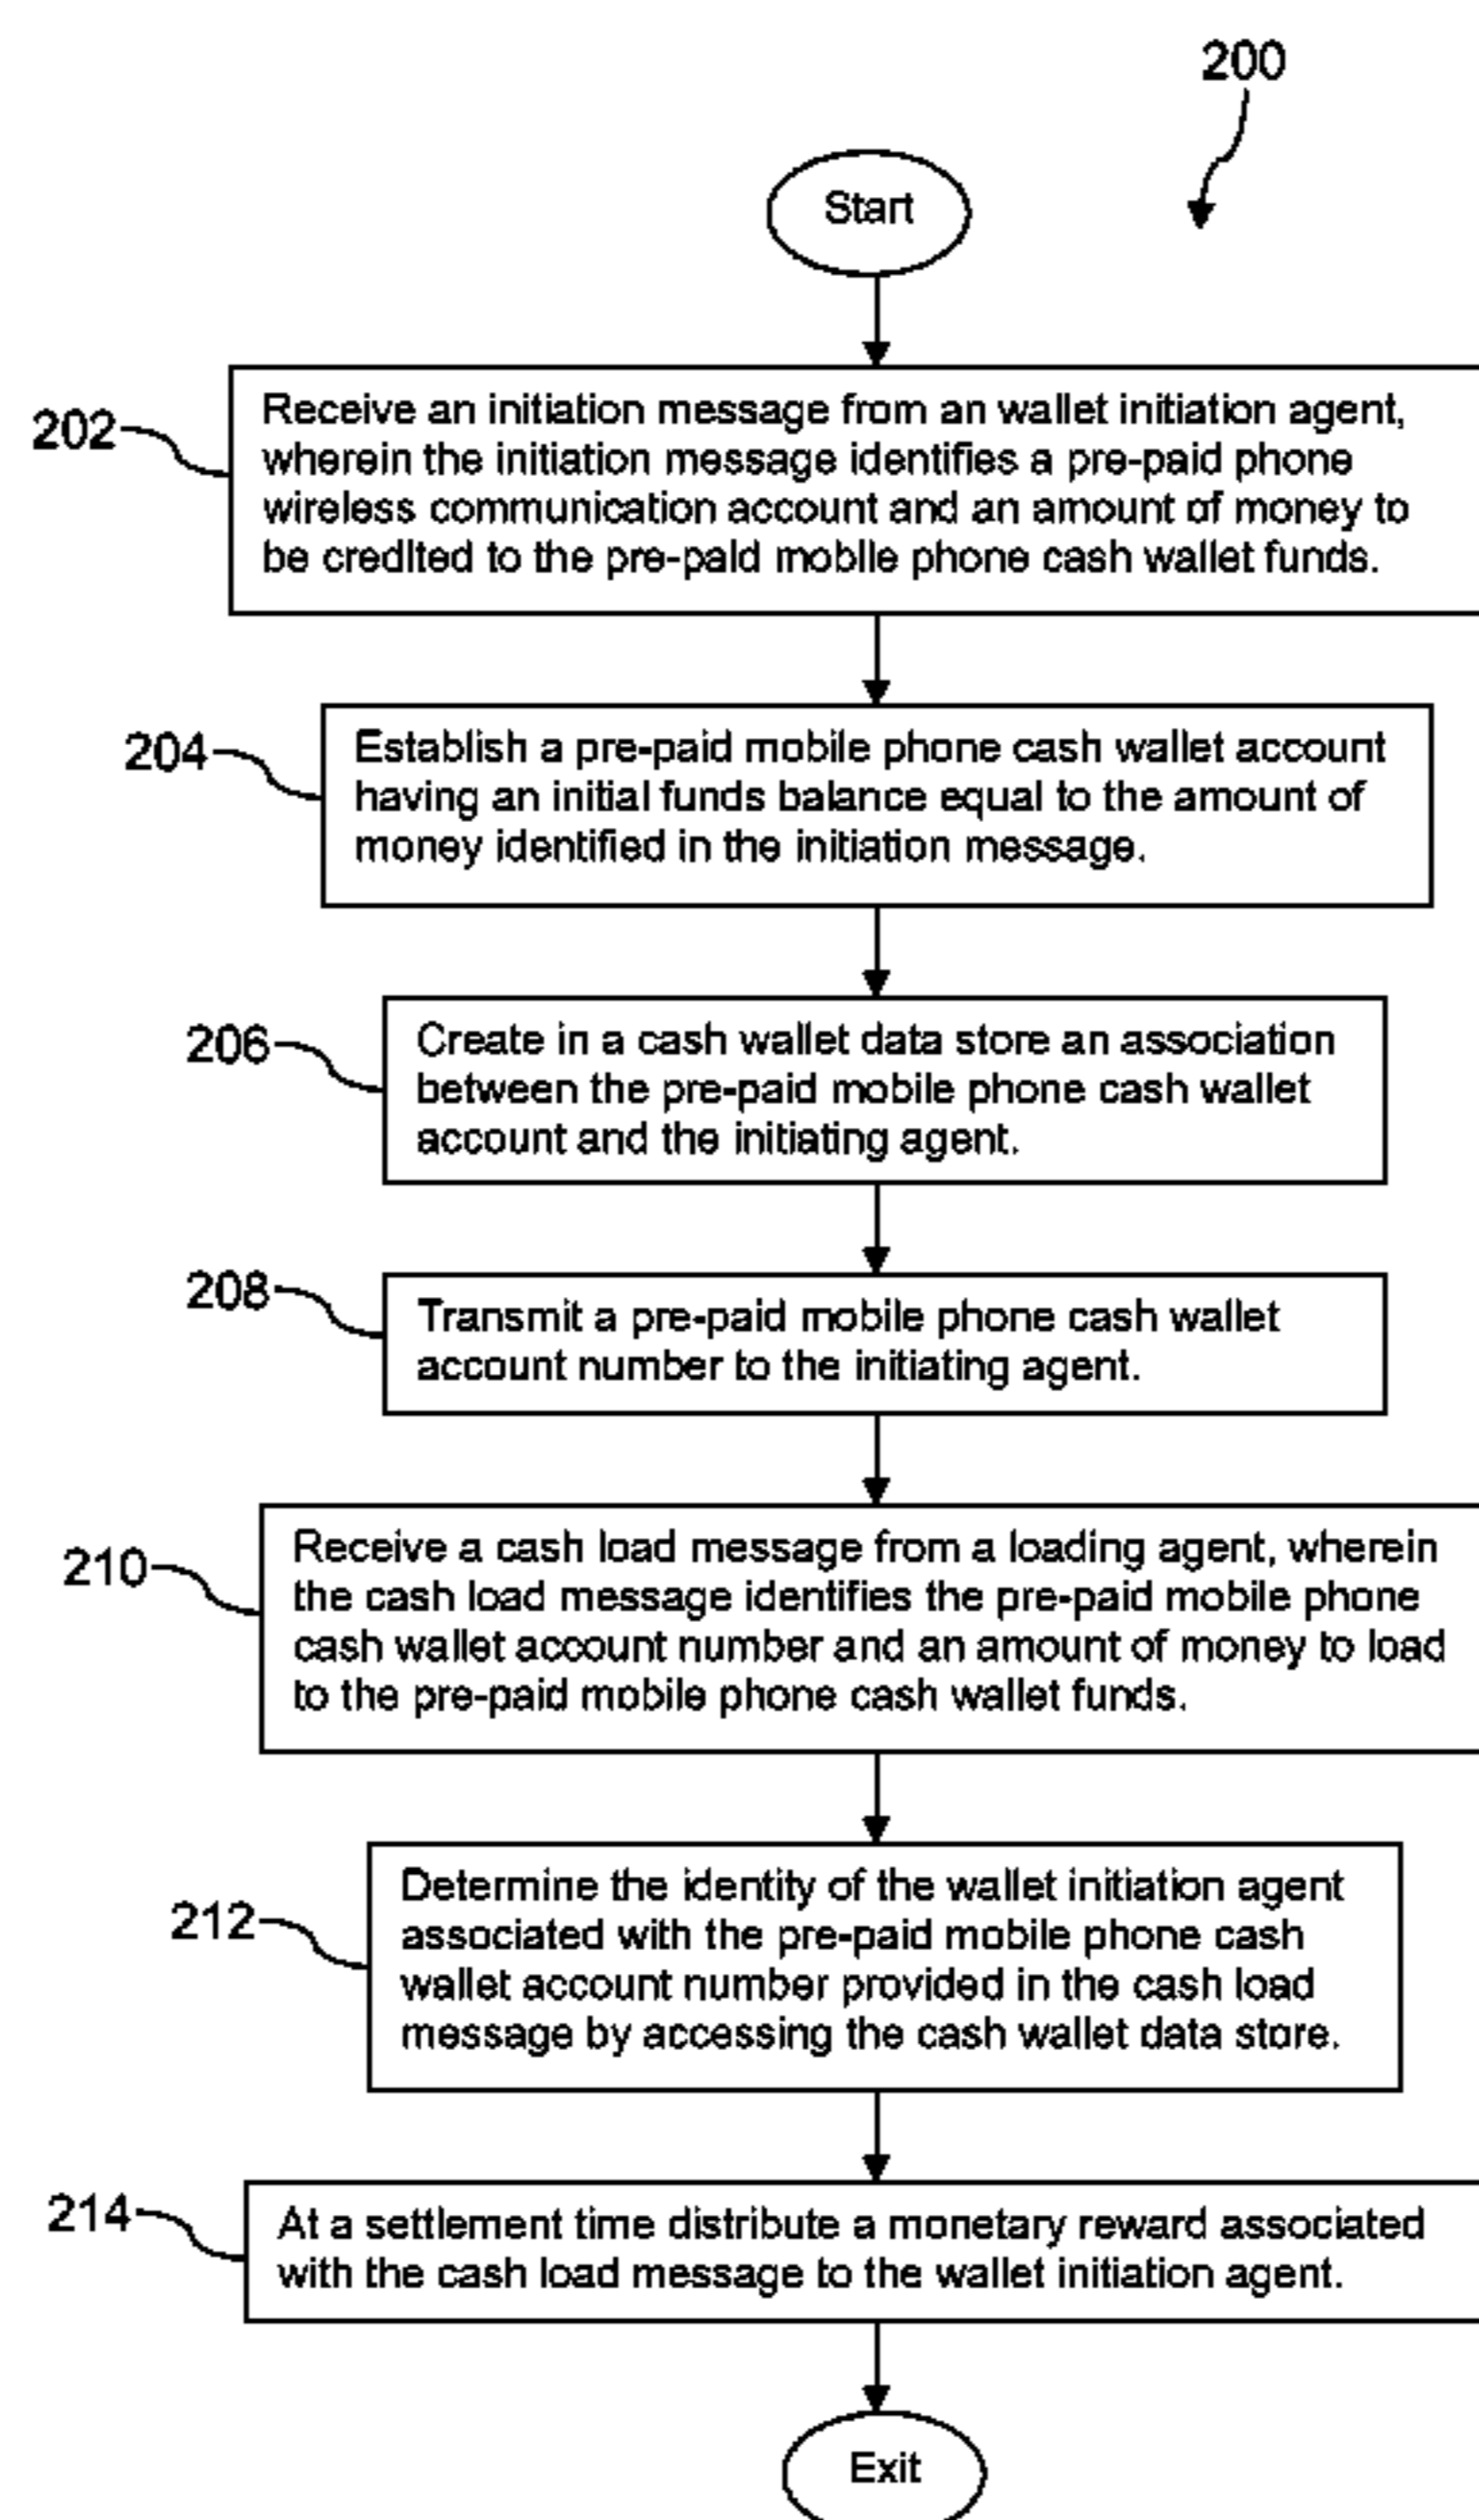 200
Start
202
Receive an initiation message from an wallet initiation agent,
wherein the initiation message identifies a pre-paid phone
wireless communication account and an amount of money to
be credited to the pre-paid mobile phone cash wallet funds.
204
Establish a pre-paid mobile phone cash wallet account
having an initial funds balance equal to the amount of
money identified in the initiation message.
206
Create in a cash wallet data store an association
between the pre-paid mobile phone cash wallet
account and the initiating agent.
208
Transmit a pre-paid mobile phone cash wallet
account number to the initiating agent.
210
Receive a cash load message from a loading agent, wherein
the cash load message identifies the pre-paid mobile phone
cash wallet account number and an amount of money to load
to the pre-paid mobile phone cash wallet funds.
212
Determine the identity of the wallet initiation agent
associated with the pre-paid mobile phone cash
wallet account number provided in the cash load
message by accessing the cash wallet data store.
214
At a settlement time distribute a monetary reward associated
with the cash load message to the wallet initiation agent.
Exit